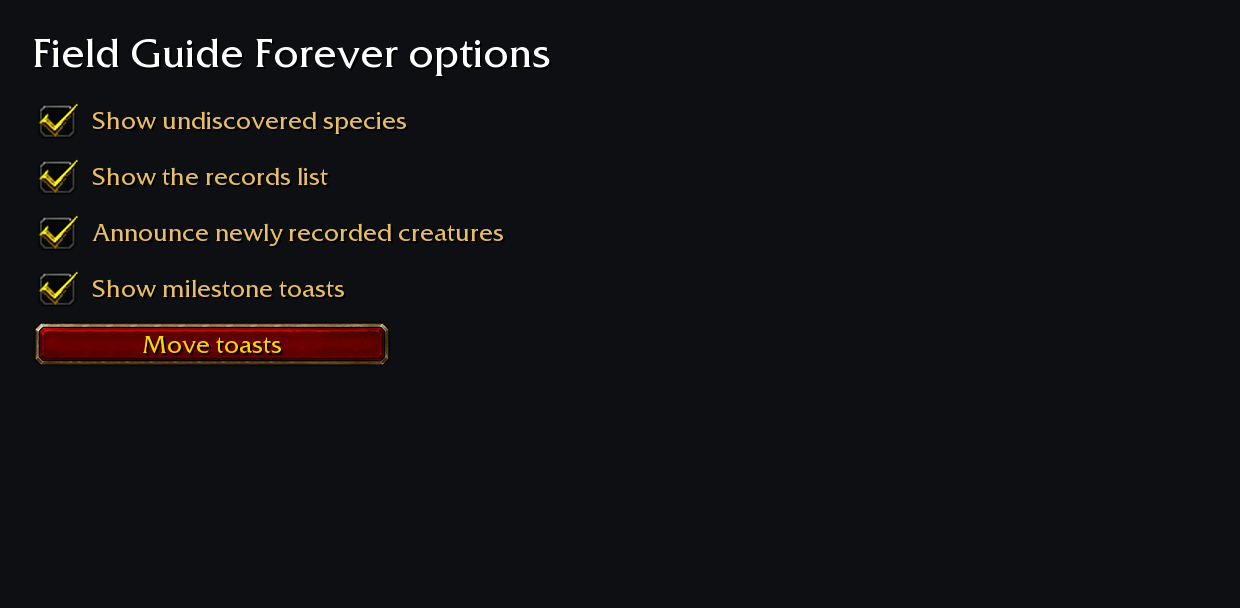 Field Guide Forever options
Show undiscovered species
Show the records list
Announce newly recorded creatures
Show milestone toasts
Move toasts